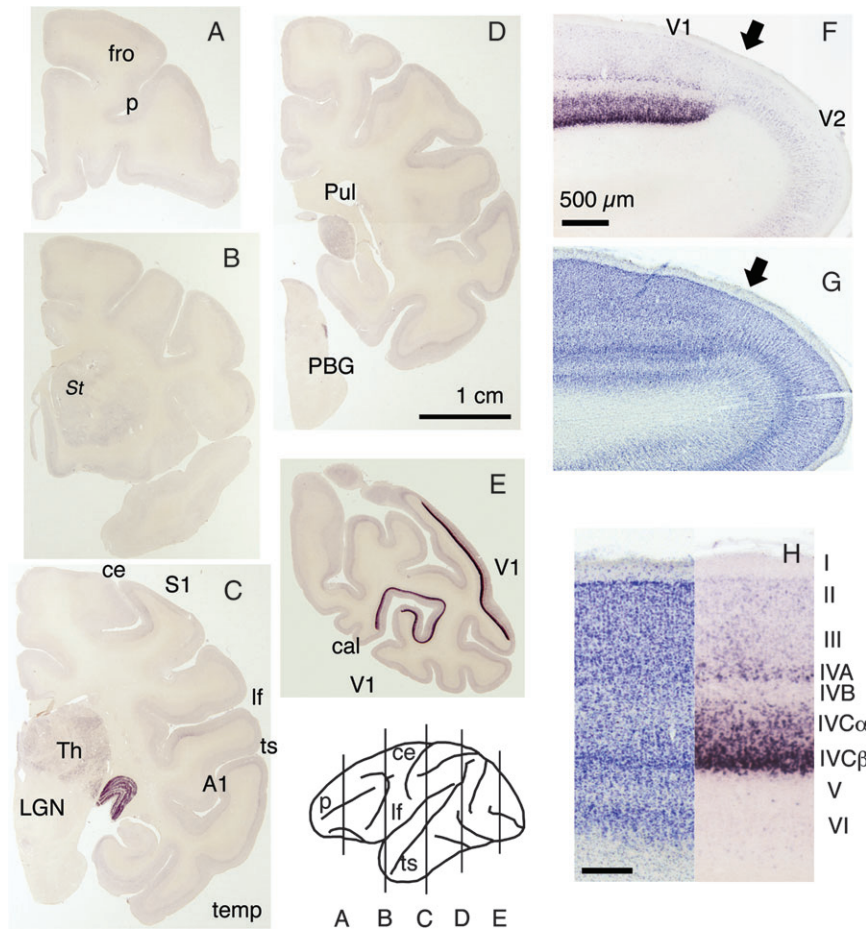 A
fro
p
B
St
C
ce
S1
lf
ts
Th
A1
LGN
temp
D
Pul
PBG
1 cm
E
V1
cal
V1
ce
p
lf
ts
A B C D E
F
V1
V2
500 µm
G
H
I
II
III
IVA
IVB
IVCα
IVCβ
V
VI